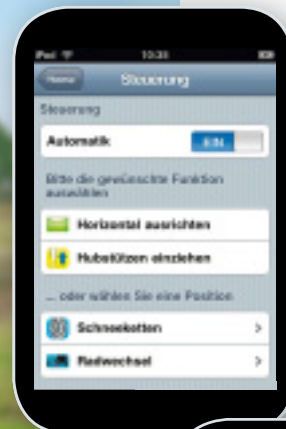 iPod 10:35
Home Steuerung
Steuerung
Automatik EIN
Bitte die gewünschte Funktion
auswählen
Horizontal ausrichten
Hubstützen einziehen
... oder wählen Sie eine Position
Schneeketten
Radwechsel